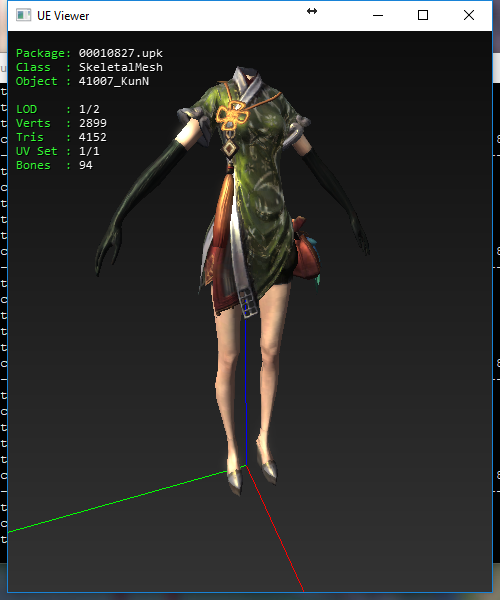 UE Viewer
Package: 00010827.upk
Class : SkeletalMesh
Object : 41007_KunN
LOD : 1/2
Verts : 2899
Tris : 4152
UV Set : 1/1
Bones : 94